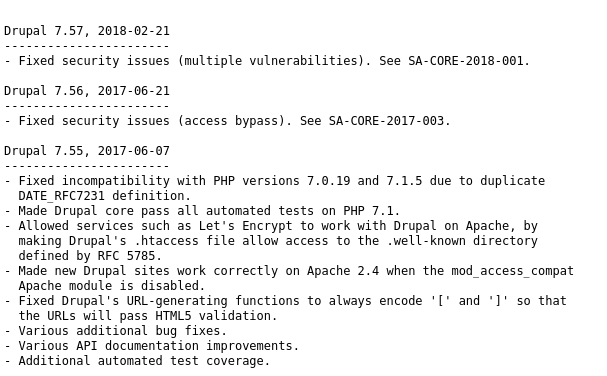 Drupal 7.57, 2018-02-21
-----------------------
- Fixed security issues (multiple vulnerabilities). See SA-CORE-2018-001.

Drupal 7.56, 2017-06-21
-----------------------
- Fixed security issues (access bypass). See SA-CORE-2017-003.

Drupal 7.55, 2017-06-07
-----------------------
- Fixed incompatibility with PHP versions 7.0.19 and 7.1.5 due to duplicate
  DATE_RFC7231 definition.
- Made Drupal core pass all automated tests on PHP 7.1.
- Allowed services such as Let's Encrypt to work with Drupal on Apache, by
  making Drupal's .htaccess file allow access to the .well-known directory
  defined by RFC 5785.
- Made new Drupal sites work correctly on Apache 2.4 when the mod_access_compat
  Apache module is disabled.
- Fixed Drupal's URL-generating functions to always encode '[' and ']' so that
  the URLs will pass HTML5 validation.
- Various additional bug fixes.
- Various API documentation improvements.
- Additional automated test coverage.